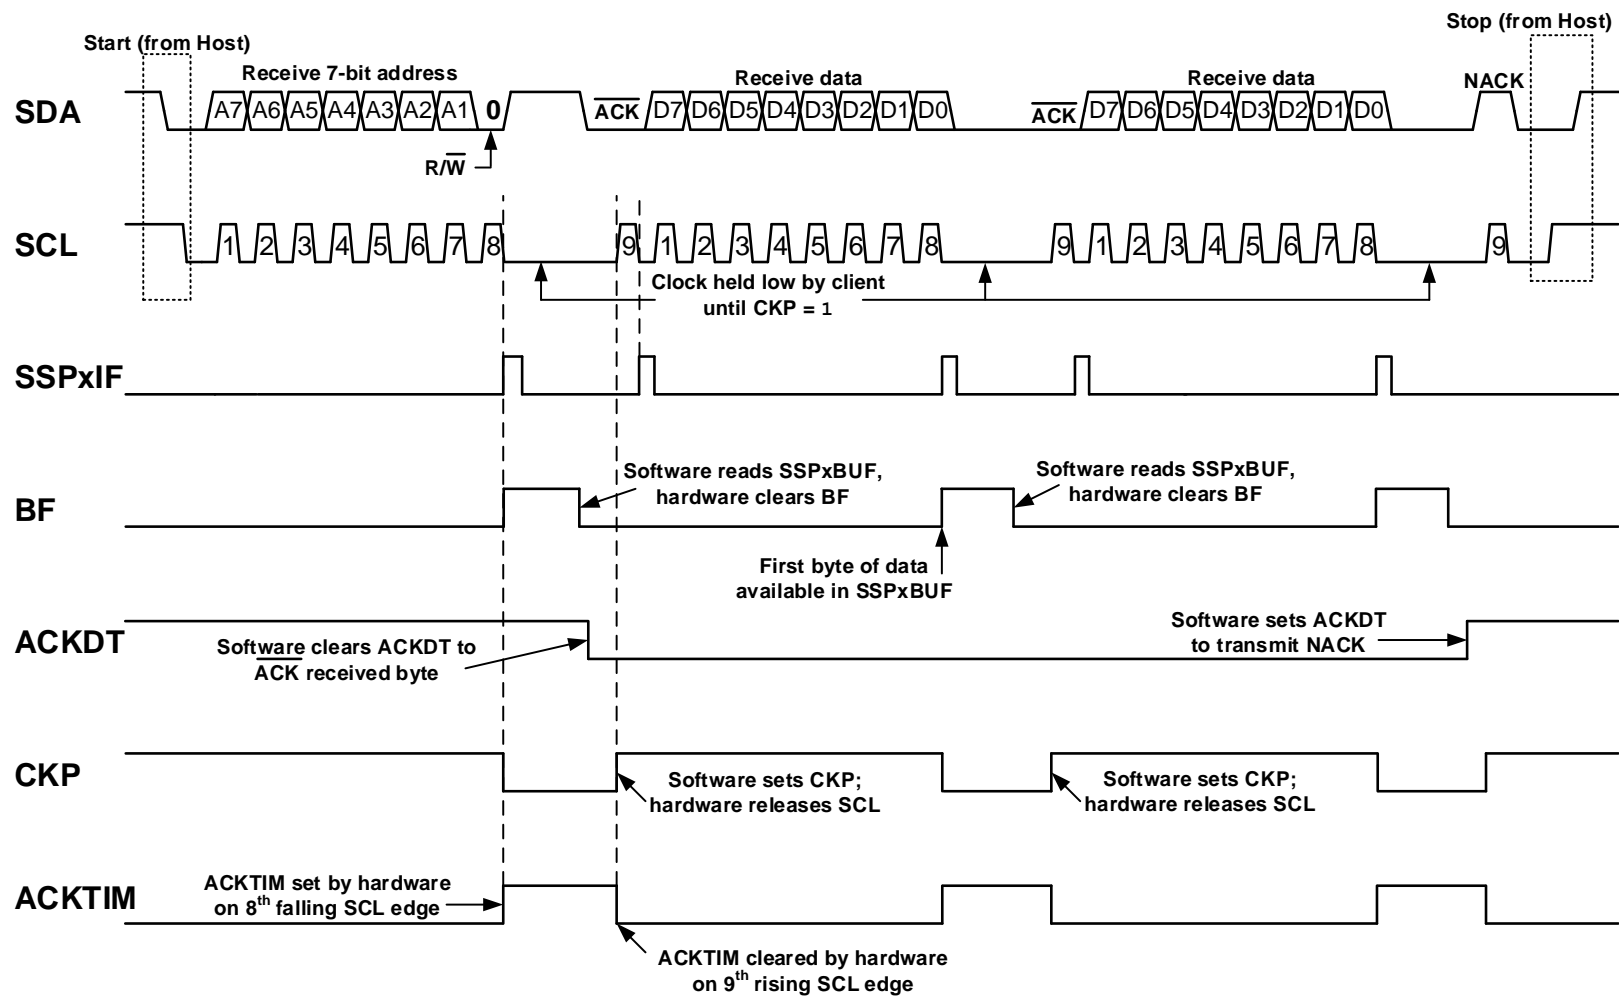 Start (from Host)
Stop (from Host)
Receive 7-bit address
Receive data
Receive data
NACK
SDA
A7 A6 A5 A4 A3 A2 A1 0
ACK
D7 D6 D5 D4 D3 D2 D1 D0
ACK
D7 D6 D5 D4 D3 D2 D1 D0
R/W
SCL
1 2 3 4 5 6 7 8 9 1 2 3 4 5 6 7 8 9 1 2 3 4 5 6 7 8 9
Clock held low by client
until CKP = 1
SSPxIF
BF
Software reads SSPxBUF,
hardware clears BF
Software reads SSPxBUF,
hardware clears BF
First byte of data
available in SSPxBUF
ACKDT
Software clears ACKDT to
ACK received byte
Software sets ACKDT
to transmit NACK
CKP
Software sets CKP;
hardware releases SCL
Software sets CKP;
hardware releases SCL
ACKTIM
ACKTIM set by hardware
on 8th falling SCL edge
ACKTIM cleared by hardware
on 9th rising SCL edge